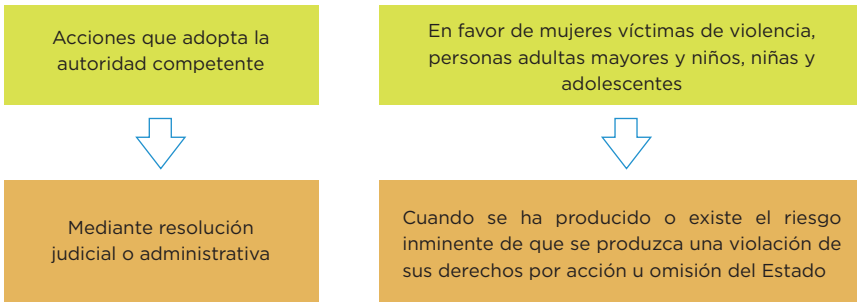 Acciones que adopta la
autoridad competente
En favor de mujeres víctimas de violencia,
personas adultas mayores y niños, niñas y
adolescentes
Mediante resolución
judicial o administrativa
Cuando se ha producido o existe el riesgo
inminente de que se produzca una violación de
sus derechos por acción u omisión del Estado